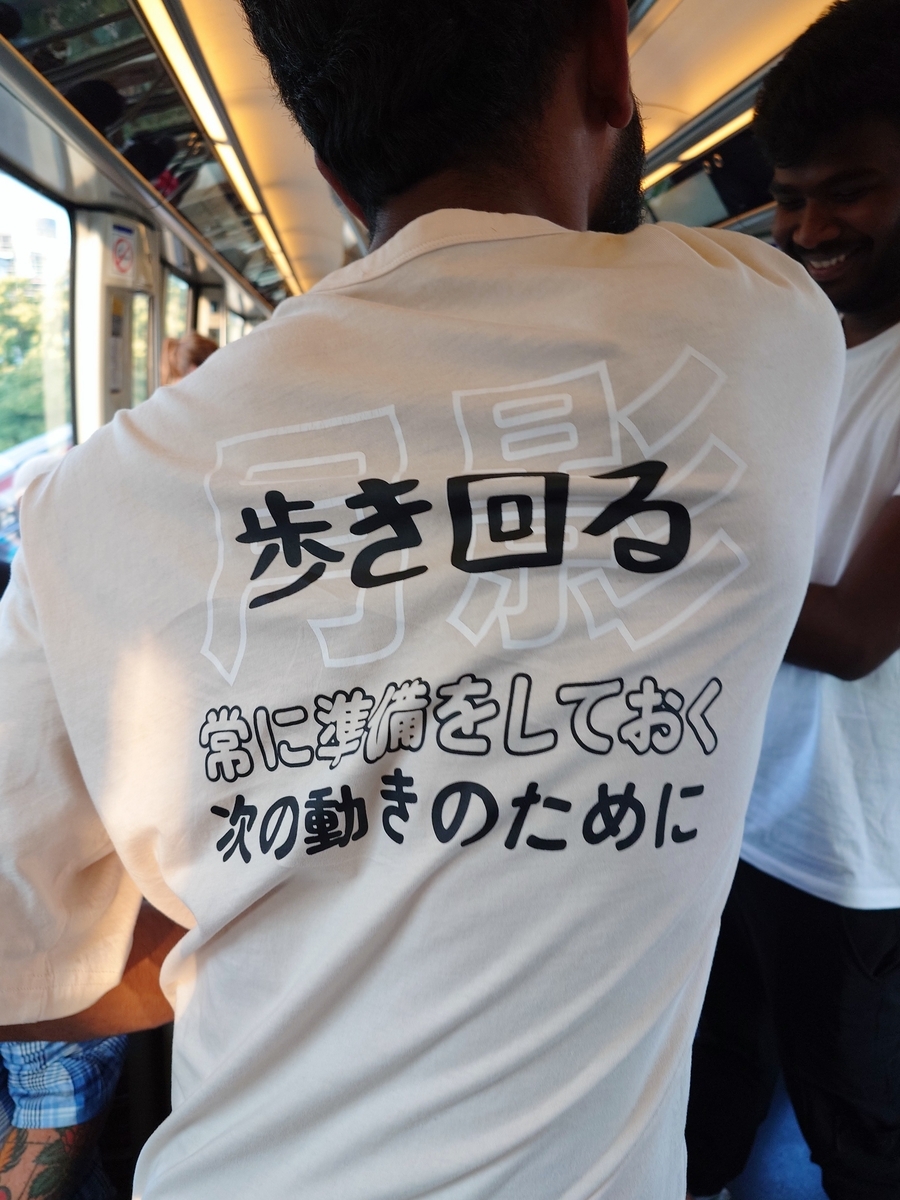 月影
歩き回る
常に準備をしておく
次の動きのために